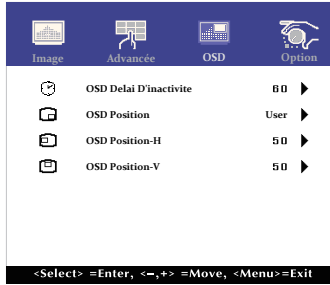 Image Advancée OSD Option
OSD Delai D'inactivite 60
OSD Position User
OSD Position-H 50
OSD Position-V 50
<Select> =Enter, <–,+> =Move, <Menu>=Exit